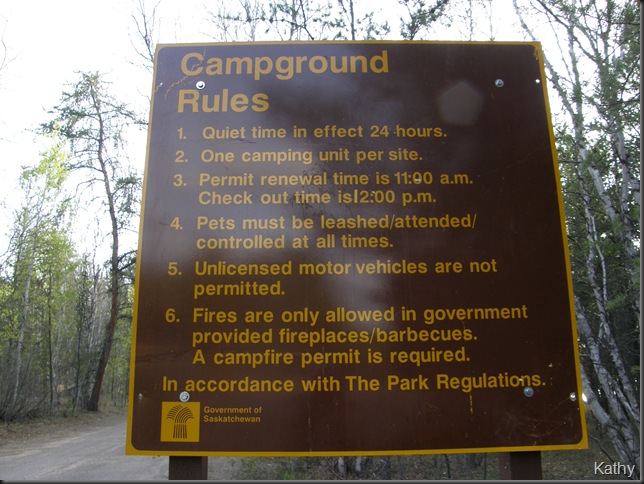 Campground
Rules
1. Quiet time in effect 24 hours.
2. One camping unit per site.
3. Permit renewal time is 11:00 a.m.
Check out time is 12:00 p.m.
4. Pets must be leashed/attended/
controlled at all times.
5. Unlicensed motor vehicles are not
permitted.
6. Fires are only allowed in government
provided fireplaces/barbecues.
A campfire permit is required.
In accordance with The Park Regulations.
Government of
Saskatchewan
Kathy